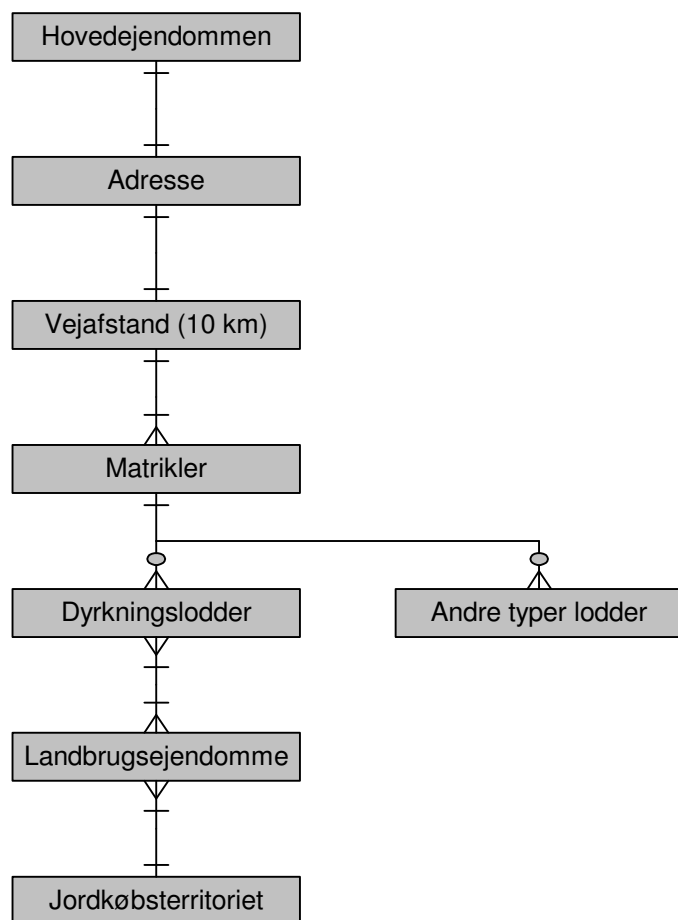 Hovedejendommen
Adresse
Vejafstand (10 km)
Matrikler
Dyrkningslodder
Andre typer lodder
Landbrugsejendomme
Jordkøbsterritoriet